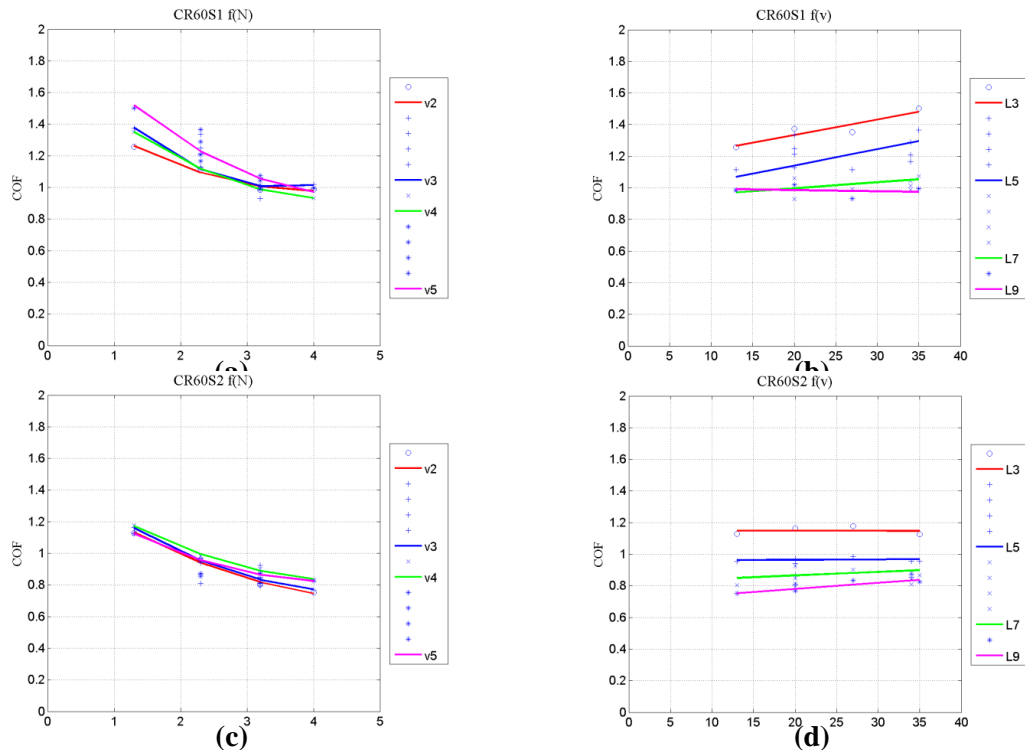 CR60S1 f(N)
2
1.8
1.6
1.4
1.2
1
0.8
0.6
0.4
0.2
0
COF
0 1 2 3 4 5
v2
v3
v4
v5
(a)
CR60S1 f(v)
2
1.8
1.6
1.4
1.2
1
0.8
0.6
0.4
0.2
0
COF
0 5 10 15 20 25 30 35 40
L3
L5
L7
L9
(b)
CR60S2 f(N)
2
1.8
1.6
1.4
1.2
1
0.8
0.6
0.4
0.2
0
COF
0 1 2 3 4 5
v2
v3
v4
v5
(c)
CR60S2 f(v)
2
1.8
1.6
1.4
1.2
1
0.8
0.6
0.4
0.2
0
COF
0 5 10 15 20 25 30 35 40
L3
L5
L7
L9
(d)